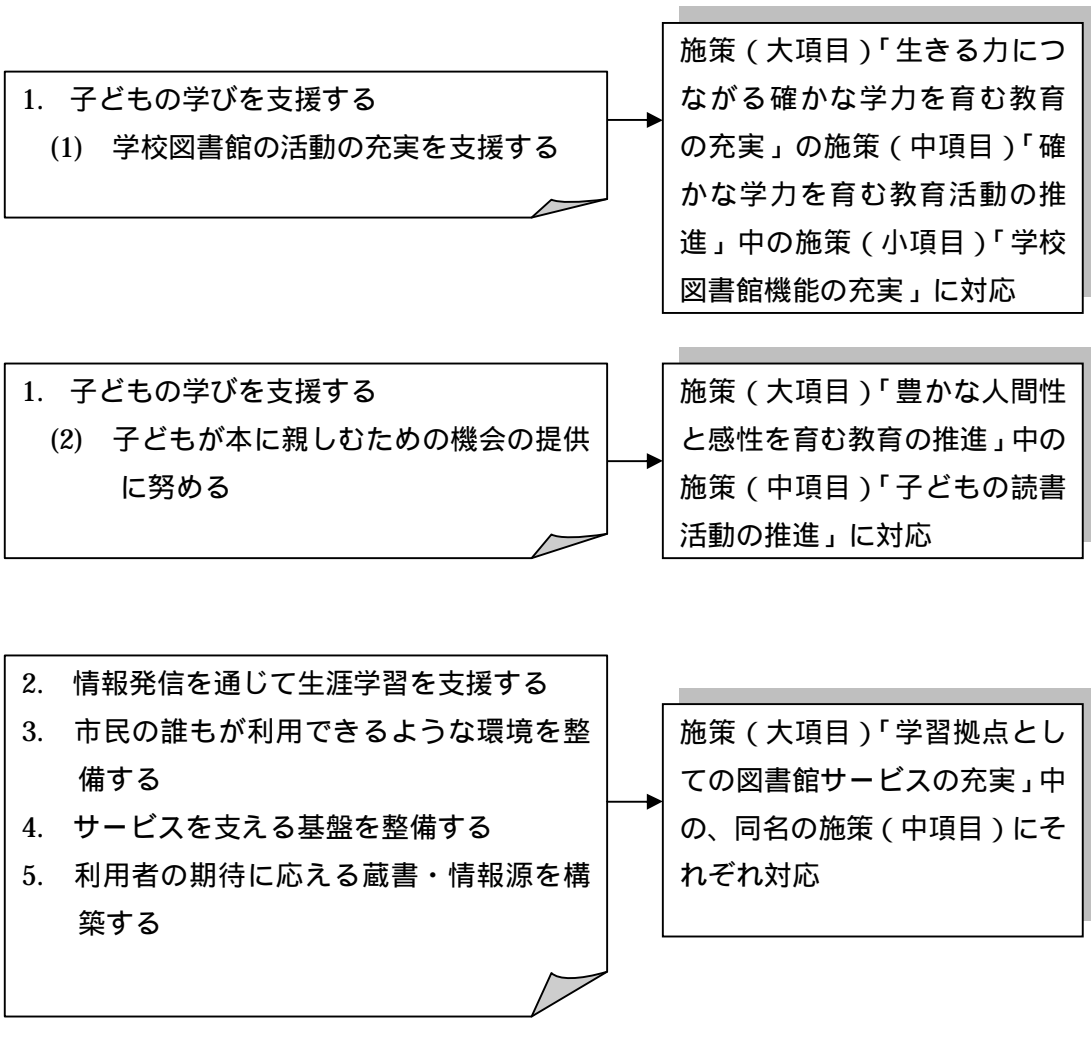 1. 子どもの学びを支援する
(1) 学校図書館の活動の充実を支援する
施策(大項目)「生きる力につ
ながる確かな学力を育む教育
の充実」の施策(中項目)「確
かな学力を育む教育活動の推
進」中の施策(小項目)「学校
図書館機能の充実」に対応
1. 子どもの学びを支援する
(2) 子どもが本に親しむための機会の提供
に努める
施策(大項目)「豊かな人間性
と感性を育む教育の推進」中の
施策(中項目)「子どもの読書
活動の推進」に対応
2. 情報発信を通じて生涯学習を支援する
3. 市民の誰もが利用できるような環境を整
備する
4. サービスを支える基盤を整備する
5. 利用者の期待に応える蔵書・情報源を構
築する
施策(大項目)「学習拠点とし
ての図書館サービスの充実」中
の、同名の施策(中項目)にそ
れぞれ対応